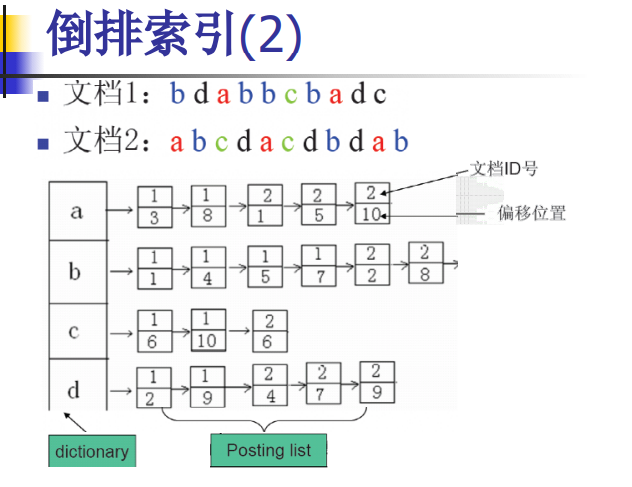 倒排索引(2)
文档1：b d a b b c b a d c
文档2：a b c d a c d b d a b
文档ID号
偏移位置
a 1 1 2 2 2
3 8 1 5 10
b 1 1 1 1 2 2
1 4 5 7 2 8
c 1 1 2
6 10 6
d 1 1 2 2 2
2 9 4 7 9
dictionary
Posting list